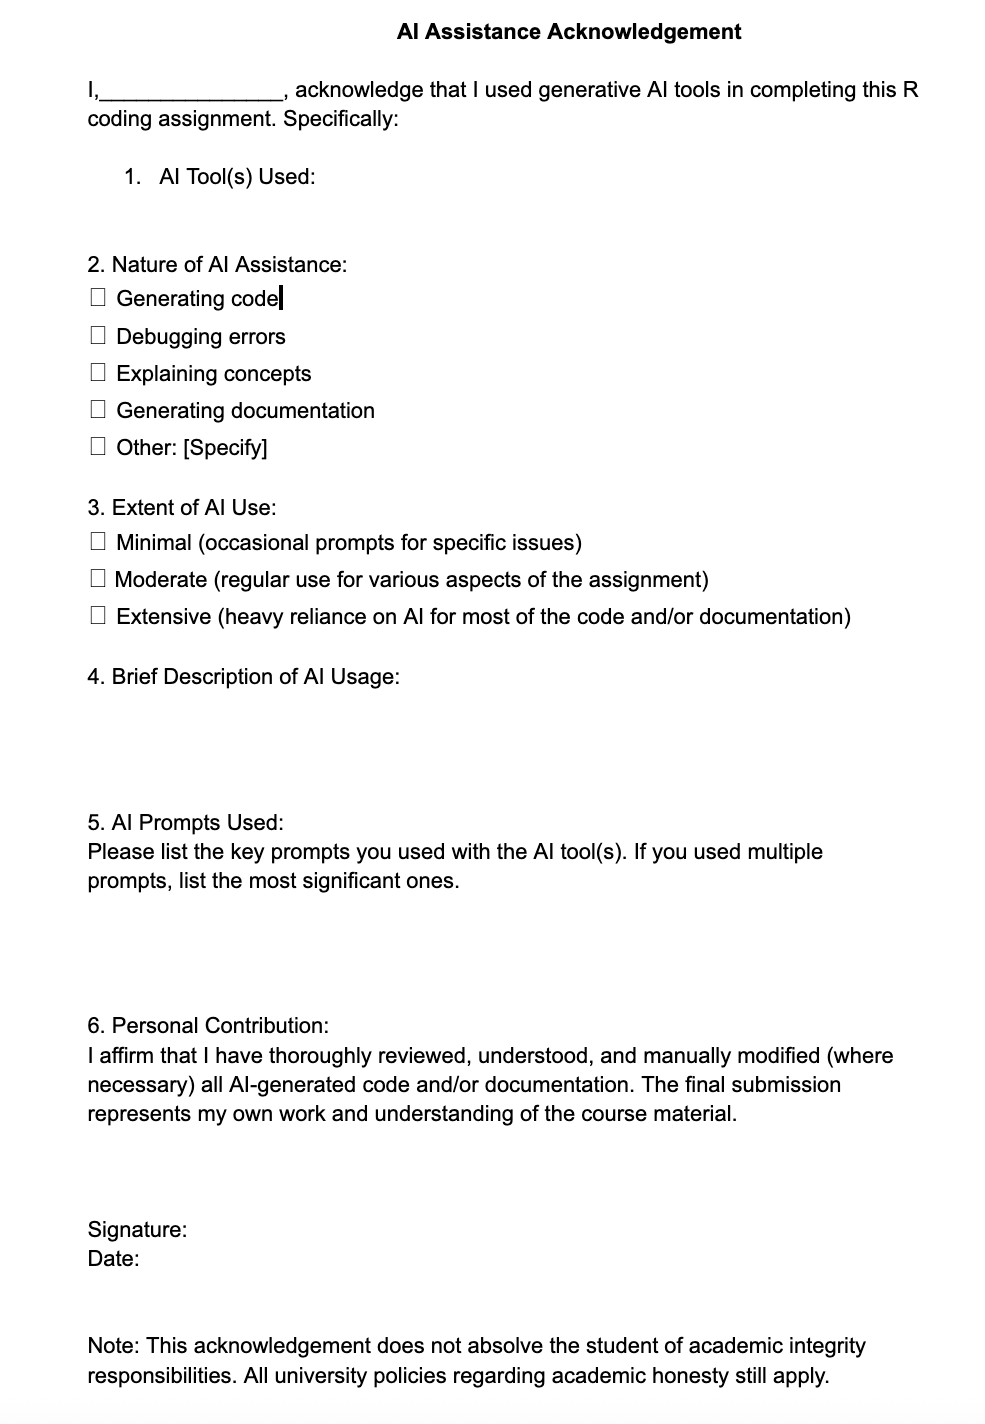 AI Assistance Acknowledgement
I,_______________, acknowledge that I used generative AI tools in completing this R
coding assignment. Specifically:
1. AI Tool(s) Used:
2. Nature of AI Assistance:
☐ Generating code
☐ Debugging errors
☐ Explaining concepts
☐ Generating documentation
☐ Other: [Specify]
3. Extent of AI Use:
☐ Minimal (occasional prompts for specific issues)
☐ Moderate (regular use for various aspects of the assignment)
☐ Extensive (heavy reliance on AI for most of the code and/or documentation)
4. Brief Description of AI Usage:
5. AI Prompts Used:
Please list the key prompts you used with the AI tool(s). If you used multiple
prompts, list the most significant ones.
6. Personal Contribution:
I affirm that I have thoroughly reviewed, understood, and manually modified (where
necessary) all AI-generated code and/or documentation. The final submission
represents my own work and understanding of the course material.
Signature:
Date:
Note: This acknowledgement does not absolve the student of academic integrity
responsibilities. All university policies regarding academic honesty still apply.